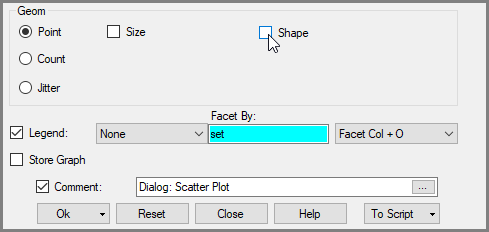 Geom
Point Size Shape
Count
Jitter
Facet By:
Legend: None set Facet Col + O
Store Graph
Comment: Dialog: Scatter Plot ...
Ok Reset Close Help To Script